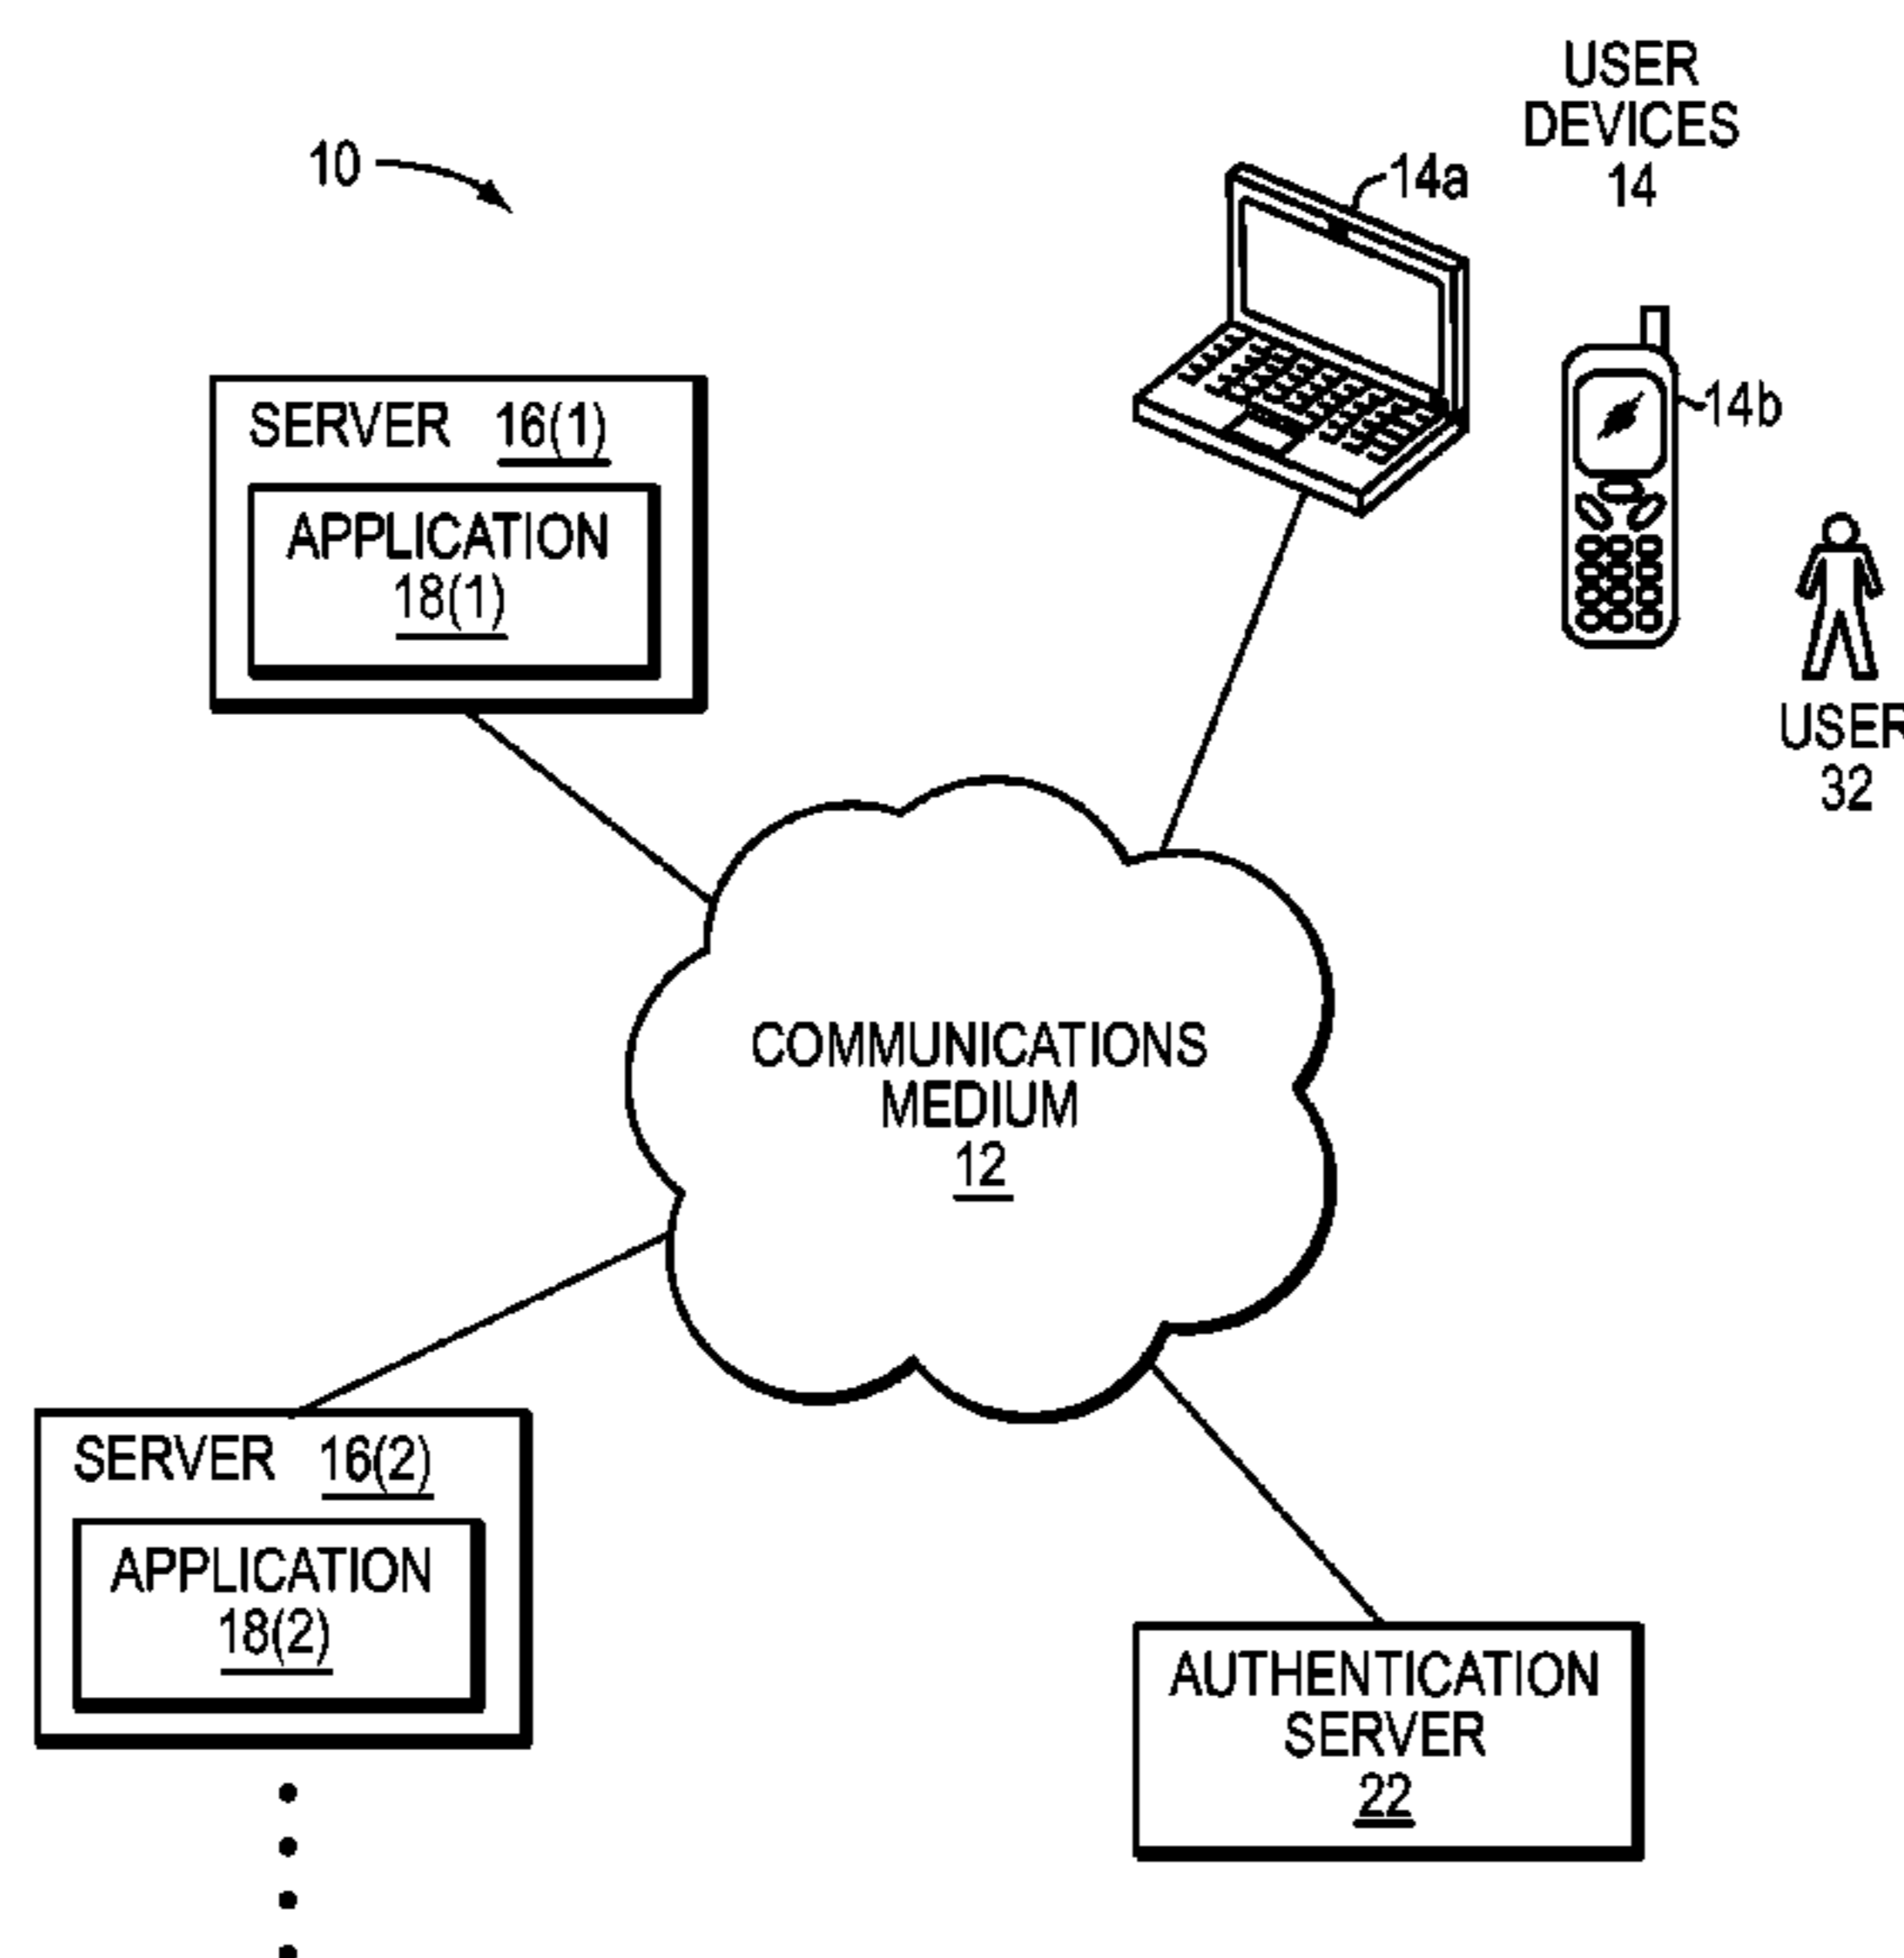 USER
DEVICES
14
10
14a
14b
SERVER 16(1)
APPLICATION
18(1)
USER
32
COMMUNICATIONS
MEDIUM
12
SERVER 16(2)
APPLICATION
18(2)
AUTHENTICATION
SERVER
22